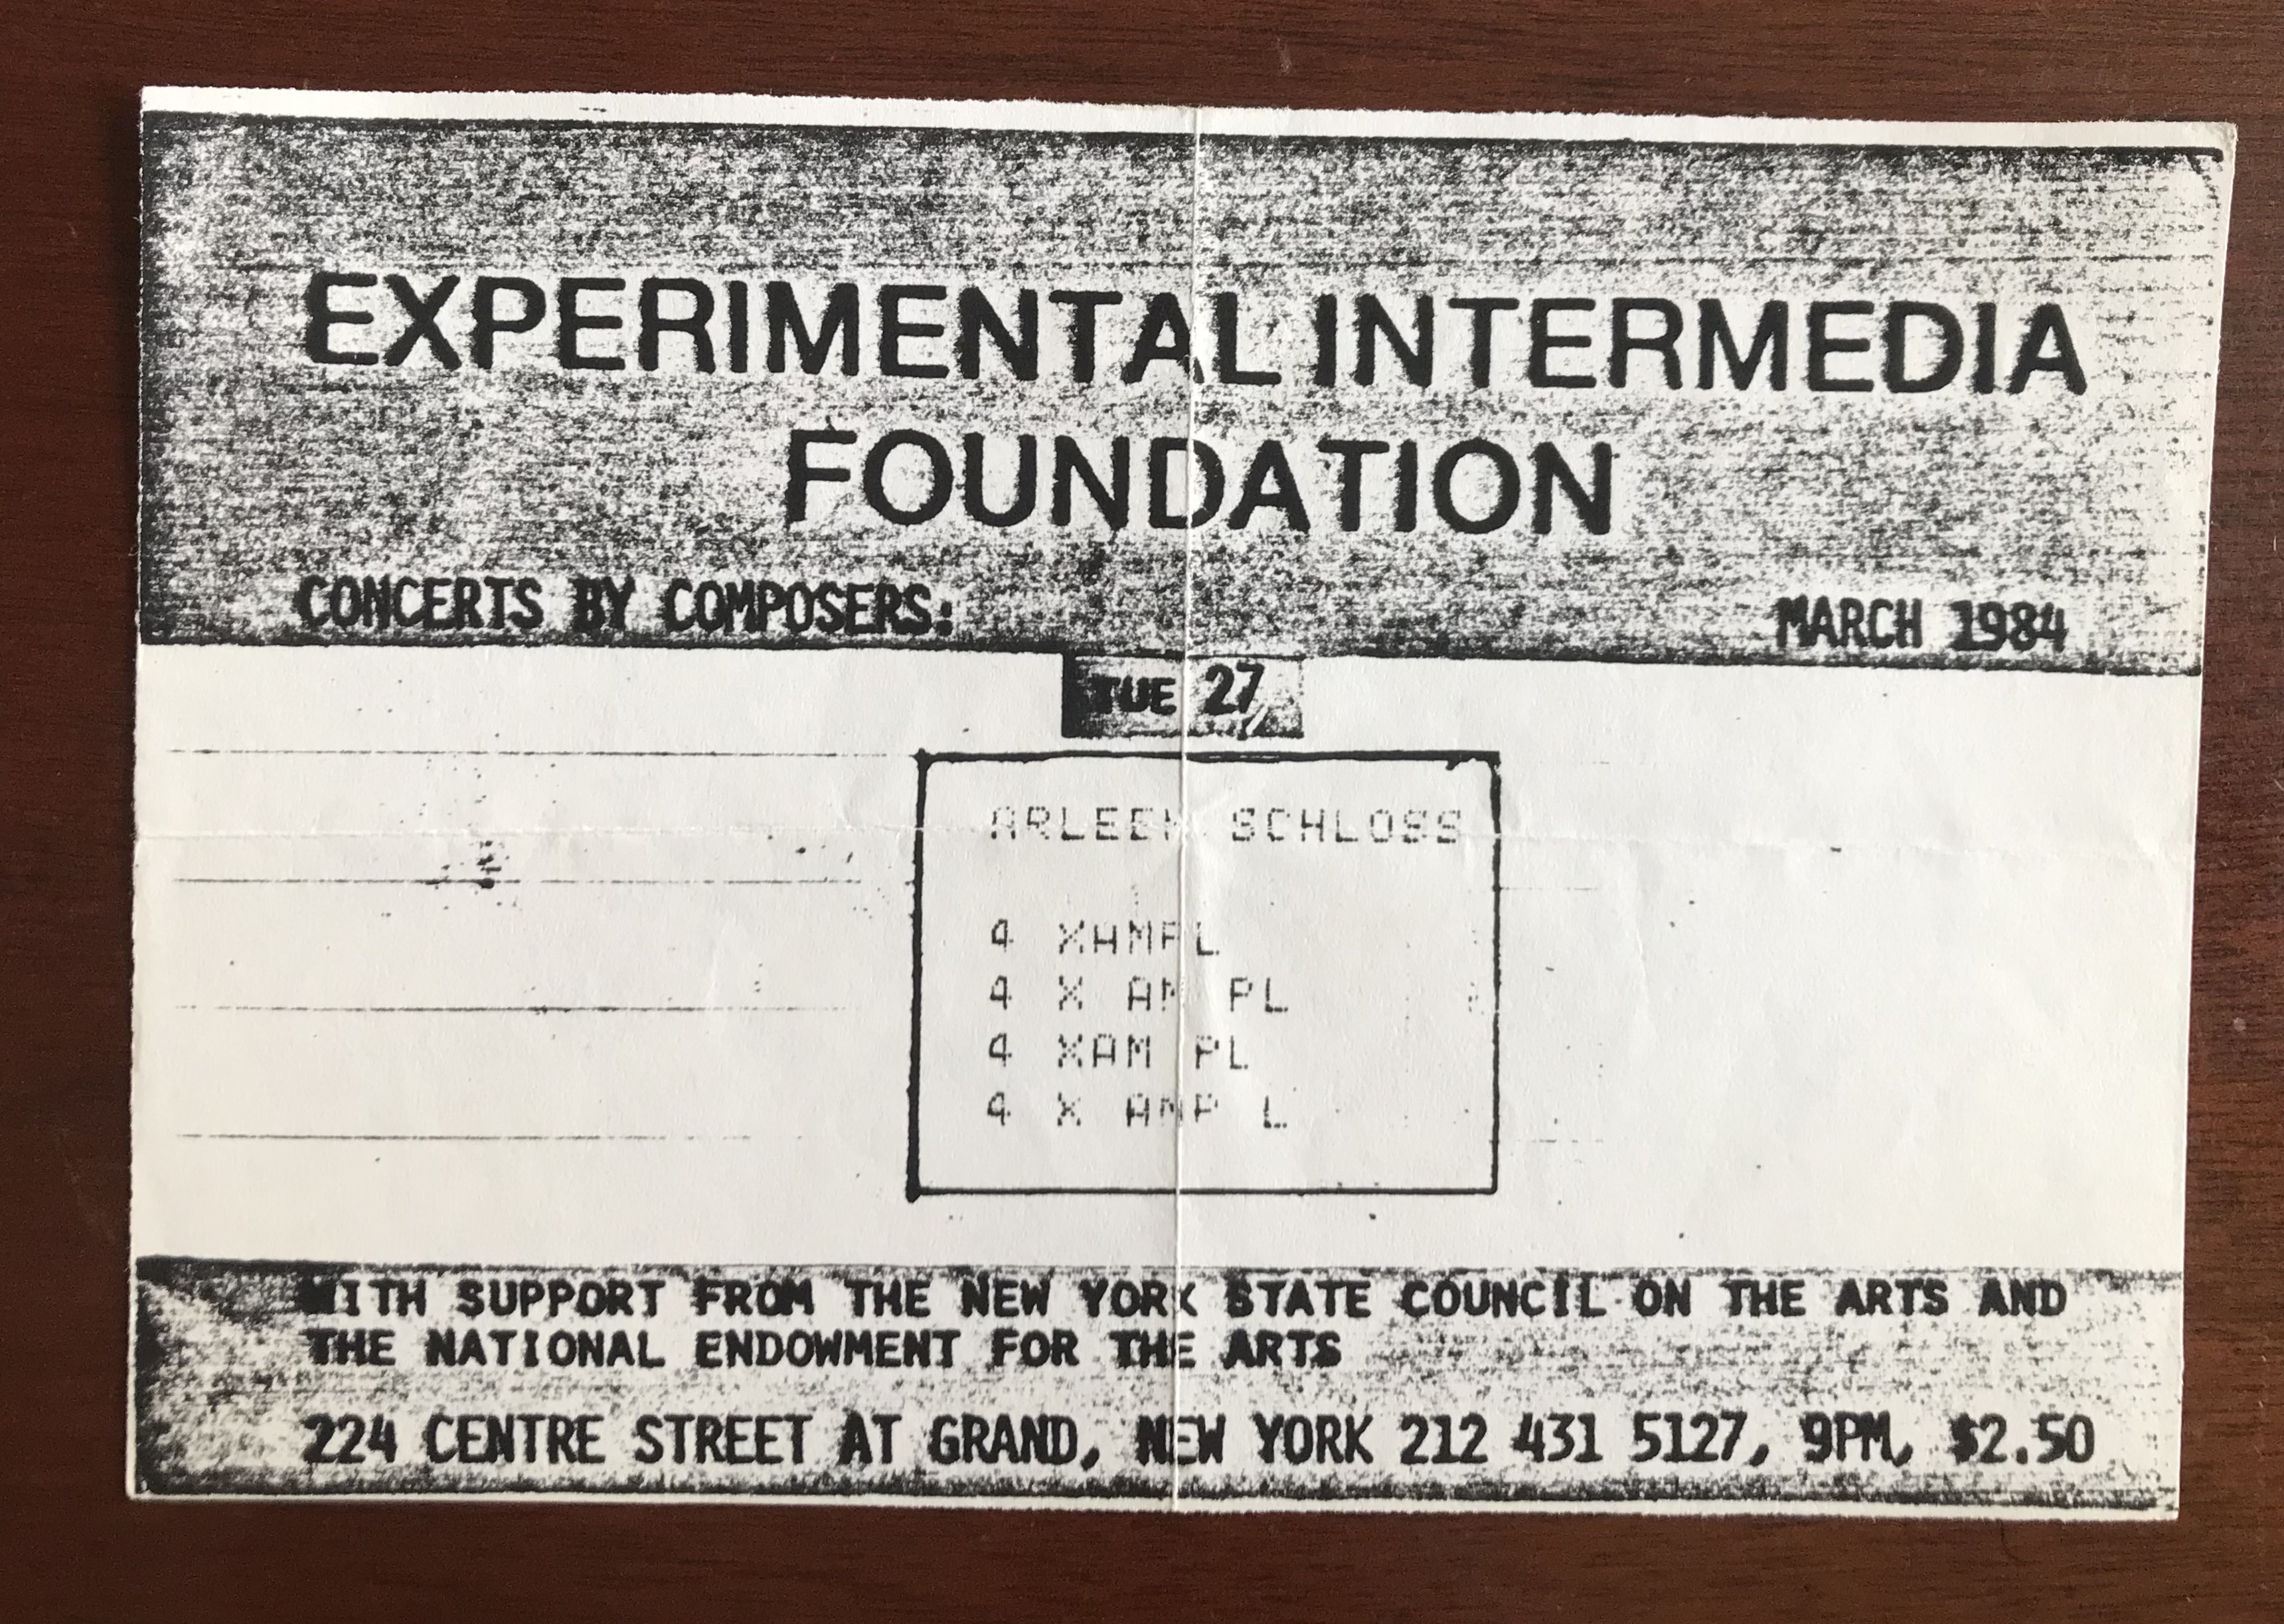 EXPERIMENTAL INTERMEDIA
FOUNDATION
CONCERTS BY COMPOSERS: MARCH 1984
TUE 27
ARLEEN SCHLOSS
4 XAMPL
4 X AM PL
4 XAM PL
4 X AMP L
WITH SUPPORT FROM THE NEW YORK STATE COUNCIL ON THE ARTS AND
THE NATIONAL ENDOWMENT FOR THE ARTS
224 CENTRE STREET AT GRAND, NEW YORK 212 431 5127, 9PM, $2.50